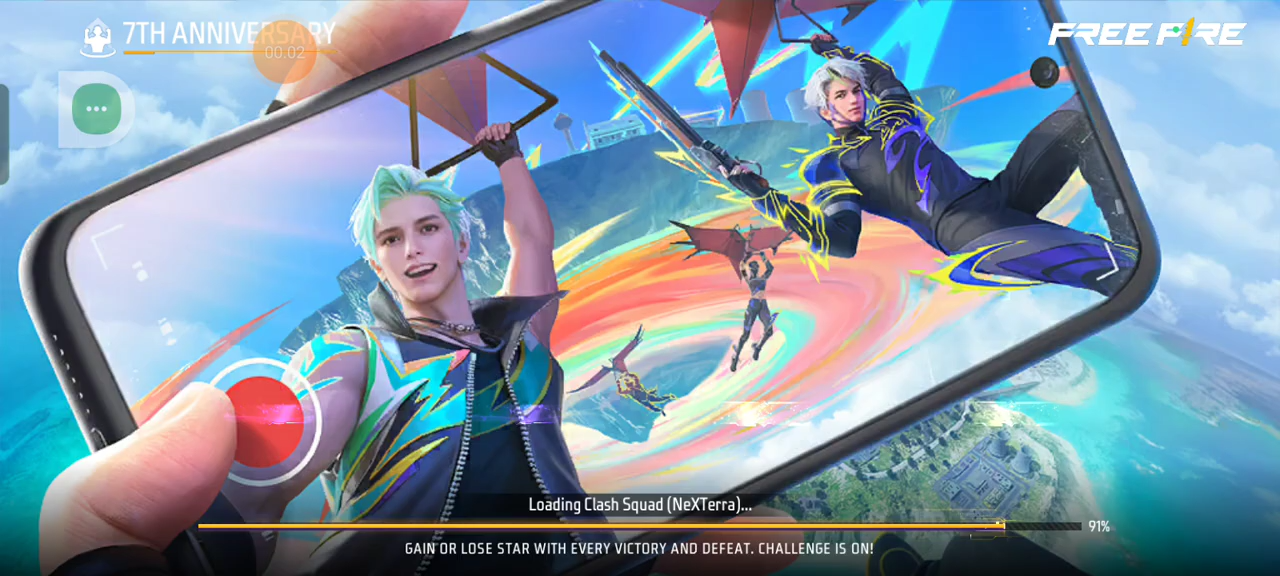 7TH ANNIVERSARY
00:02
FREE FIRE
Loading Clash Squad (NeXTerra)...
91%
GAIN OR LOSE STAR WITH EVERY VICTORY AND DEFEAT. CHALLENGE IS ON!